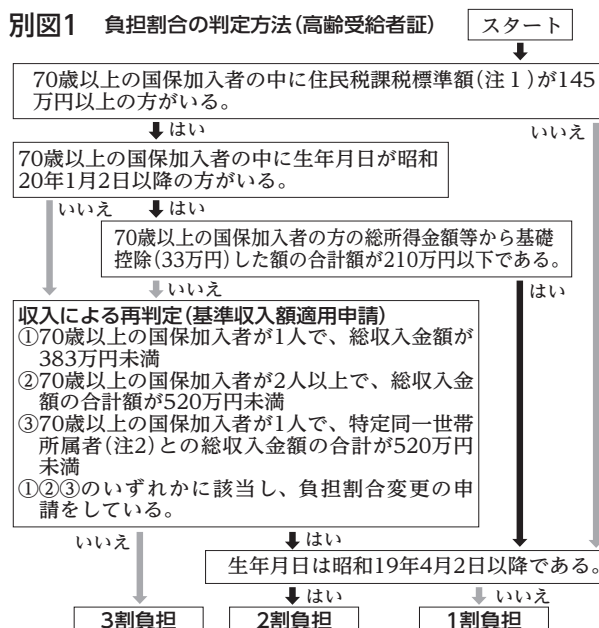 別図1 負担割合の判定方法(高齢受給者証)
スタート
70歳以上の国保加入者の中に住民税課税標準額(注1)が145
万円以上の方がいる。
はい
いいえ
70歳以上の国保加入者の中に生年月日が昭和
20年1月2日以降の方がいる。
いいえ
はい
70歳以上の国保加入者の方の総所得金額等から基礎
控除(33万円)した額の合計額が210万円以下である。
いいえ
はい
収入による再判定(基準収入額適用申請)
①70歳以上の国保加入者が1人で、総収入金額が
383万円未満
②70歳以上の国保加入者が2人以上で、総収入金
額の合計額が520万円未満
③70歳以上の国保加入者が1人で、特定同一世帯
所属者(注2)との総収入金額の合計が520万円
未満
①②③のいずれかに該当し、負担割合変更の申
請をしている。
いいえ
はい
生年月日は昭和19年4月2日以降である。
はい
いいえ
3割負担
2割負担
1割負担